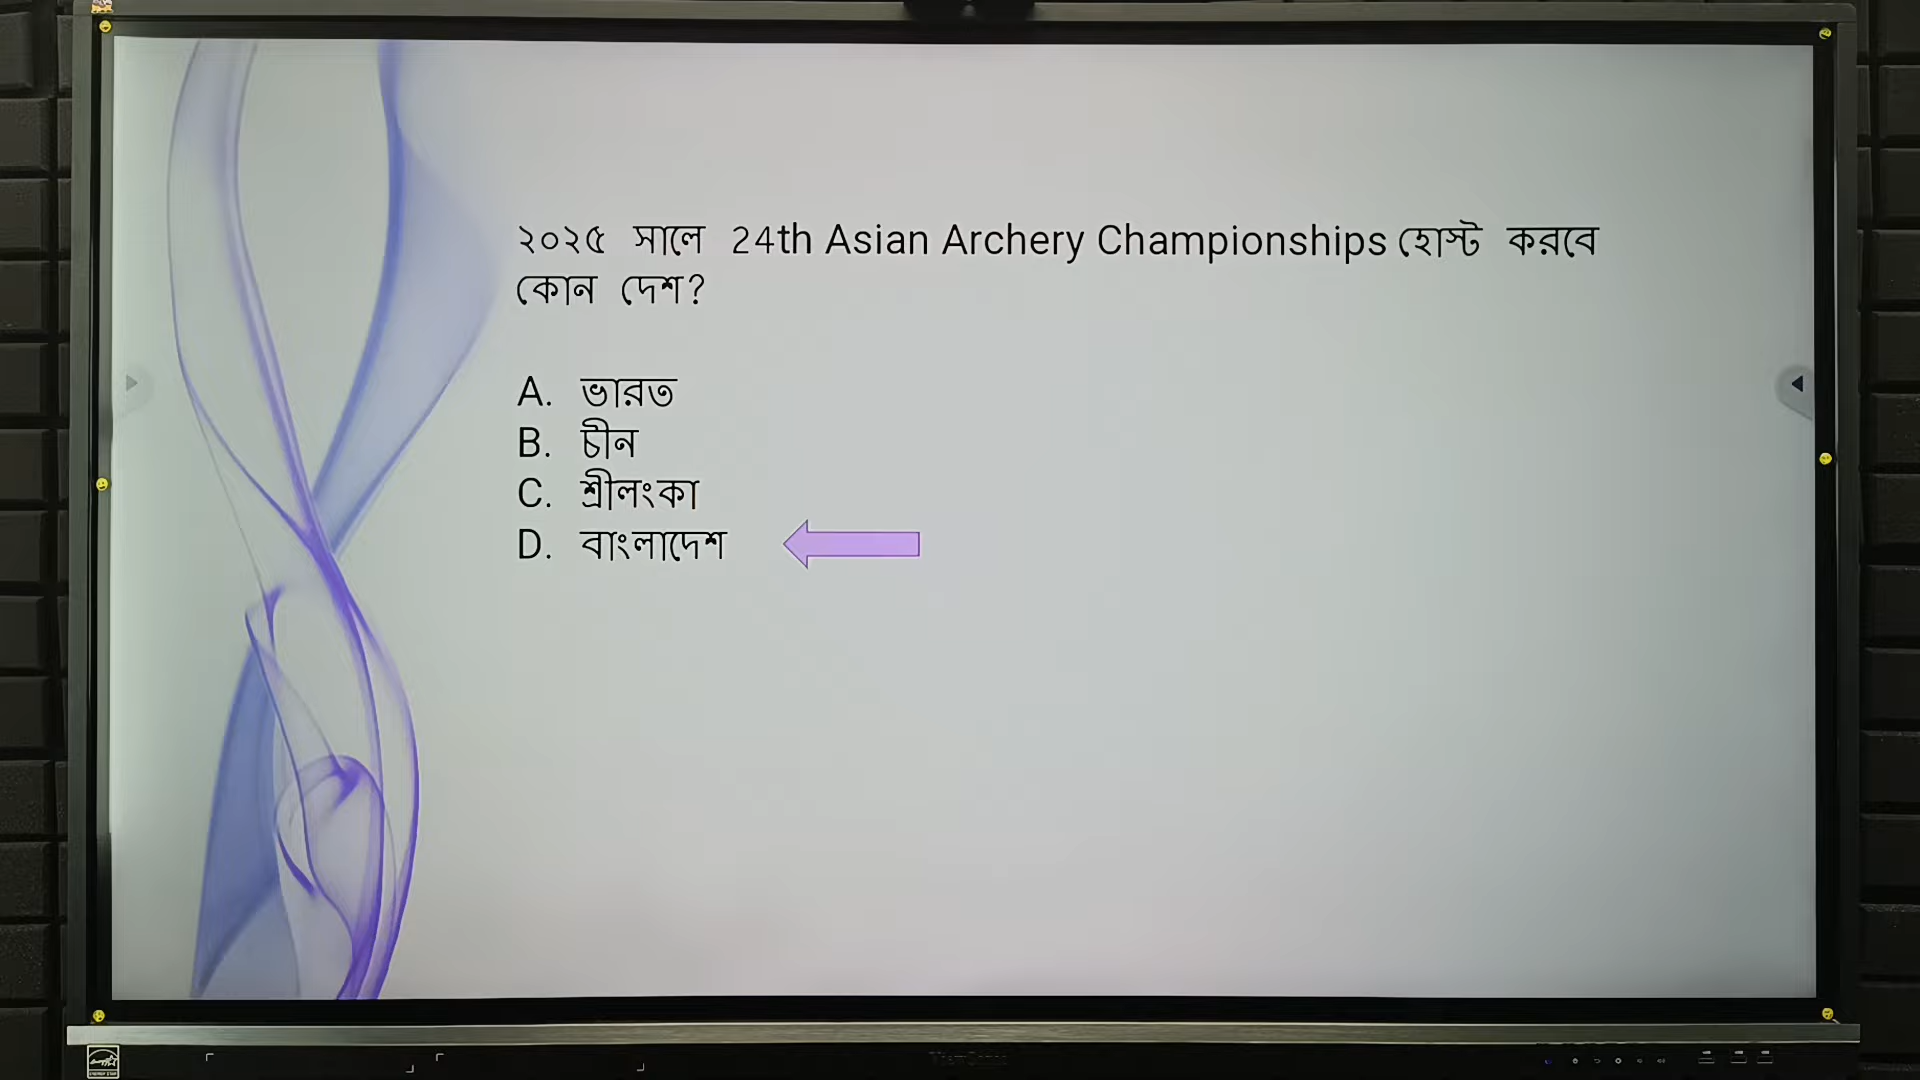 ২০২৫ সালে 24th Asian Archery Championships হোস্ট করবে
কোন দেশ?
A. ভারত
B. চীন
C. শ্রীলংকা
D. বাংলাদেশ